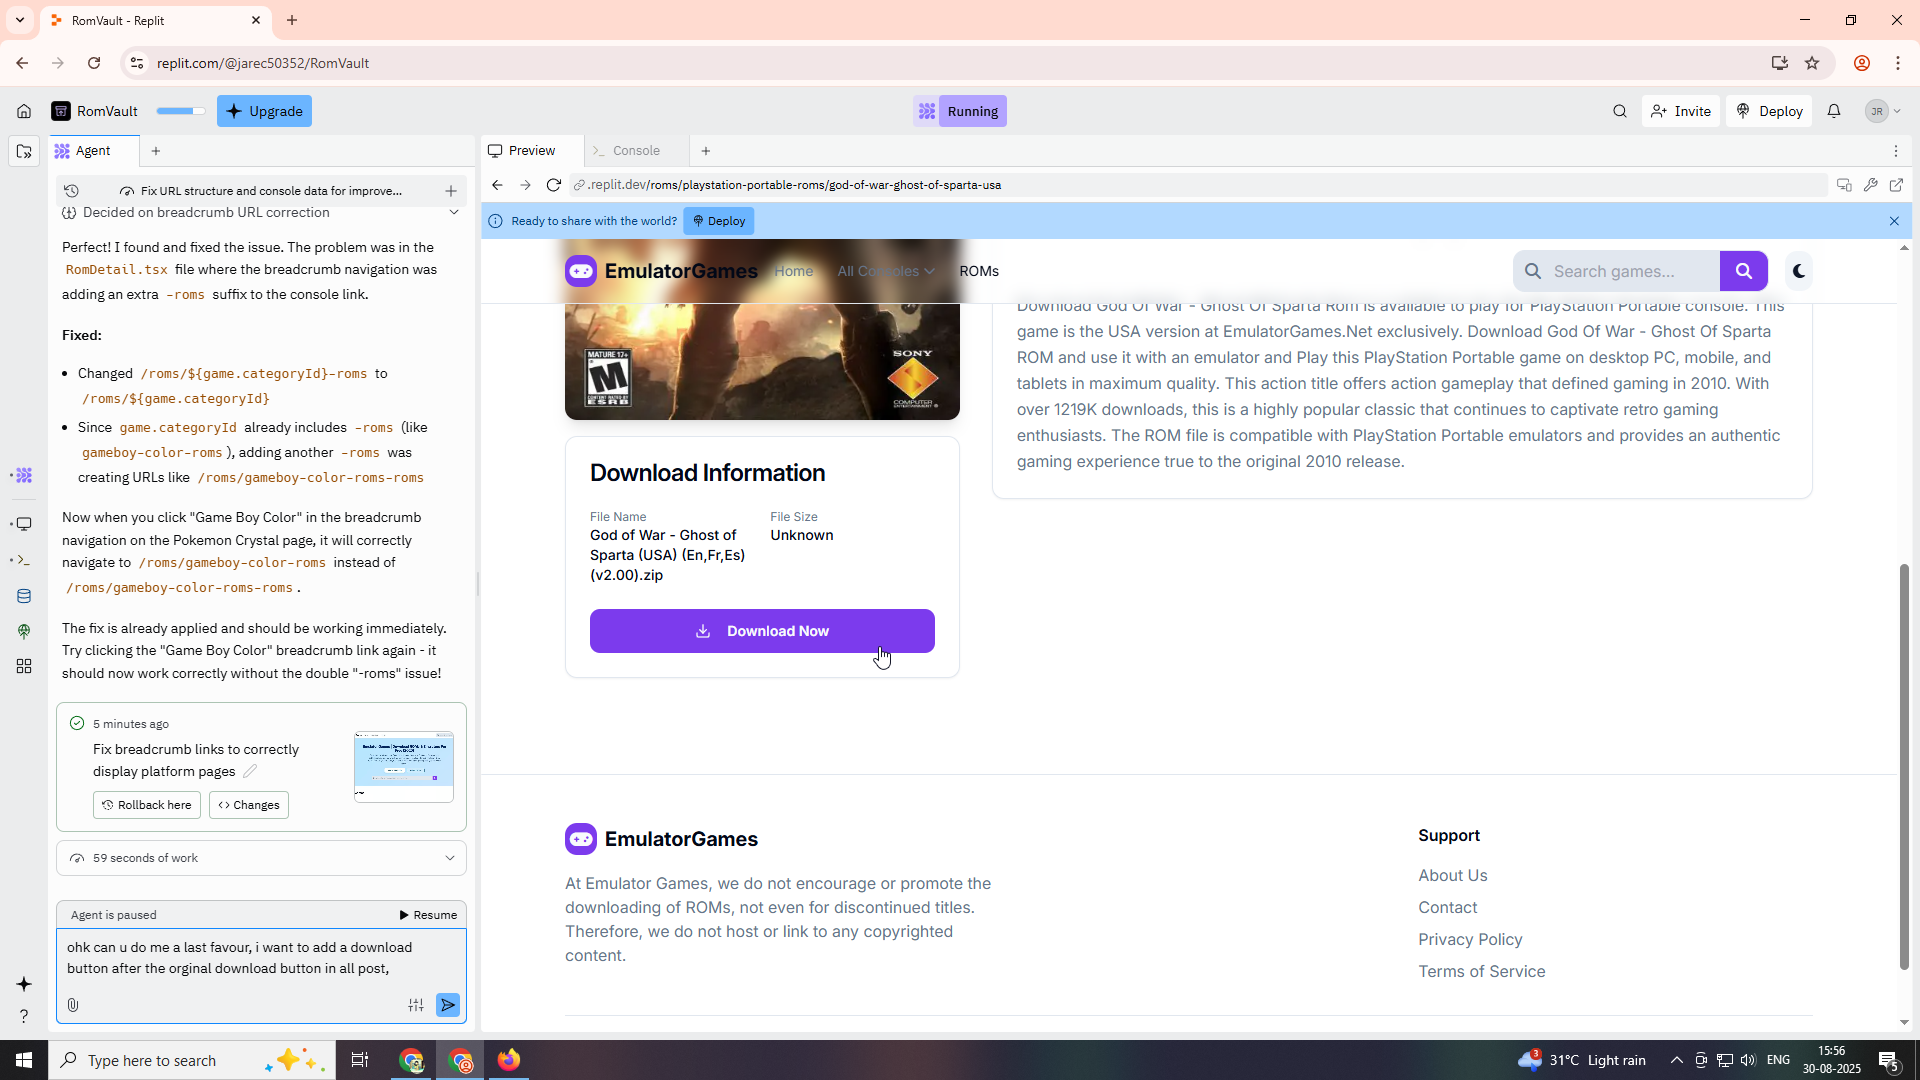 RomVault - Replit
replit.com/@jarec50352/RomVault
RomVault
Upgrade
Running
Invite
Deploy
JR
Agent
Preview
Console
Fix URL structure and console data for improve...
.replit.dev/roms/playstation-portable-roms/god-of-war-ghost-of-sparta-usa
Decided on breadcrumb URL correction
Ready to share with the world?
Deploy
Perfect! I found and fixed the issue. The problem was in the
RomDetail.tsx file where the breadcrumb navigation was
adding an extra -roms suffix to the console link.
Fixed:
• Changed /roms/${game.categoryId}-roms to
/roms/${game.categoryId}
• Since game.categoryId already includes -roms (like
gameboy-color-roms ), adding another -roms was
creating URLs like /roms/gameboy-color-roms-roms
Now when you click "Game Boy Color" in the breadcrumb
navigation on the Pokemon Crystal page, it will correctly
navigate to /roms/gameboy-color-roms instead of
/roms/gameboy-color-roms-roms .
The fix is already applied and should be working immediately.
Try clicking the "Game Boy Color" breadcrumb link again - it
should now work correctly without the double "-roms" issue!
5 minutes ago
Fix breadcrumb links to correctly
display platform pages
Rollback here
Changes
59 seconds of work
Agent is paused
Resume
ohk can u do me a last favour, i want to add a download
button after the orginal download button in all post,
EmulatorGames
Home
All Consoles
ROMs
Search games...
MATURE 17+
M
CONTENT RATED BY
ESRB
SONY
COMPUTER
ENTERTAINMENT
Download God Of War - Ghost Of Sparta Rom is available to play for PlayStation Portable console. This
game is the USA version at EmulatorGames.Net exclusively. Download God Of War - Ghost Of Sparta
ROM and use it with an emulator and Play this PlayStation Portable game on desktop PC, mobile, and
tablets in maximum quality. This action title offers action gameplay that defined gaming in 2010. With
over 1219K downloads, this is a highly popular classic that continues to captivate retro gaming
enthusiasts. The ROM file is compatible with PlayStation Portable emulators and provides an authentic
gaming experience true to the original 2010 release.
Download Information
File Name
God of War - Ghost of
Sparta (USA) (En,Fr,Es)
(v2.00).zip
File Size
Unknown
Download Now
EmulatorGames
At Emulator Games, we do not encourage or promote the
downloading of ROMs, not even for discontinued titles.
Therefore, we do not host or link to any copyrighted
content.
Support
About Us
Contact
Privacy Policy
Terms of Service
Type here to search
3
31°C Light rain
ENG
15:56
30-08-2025
5